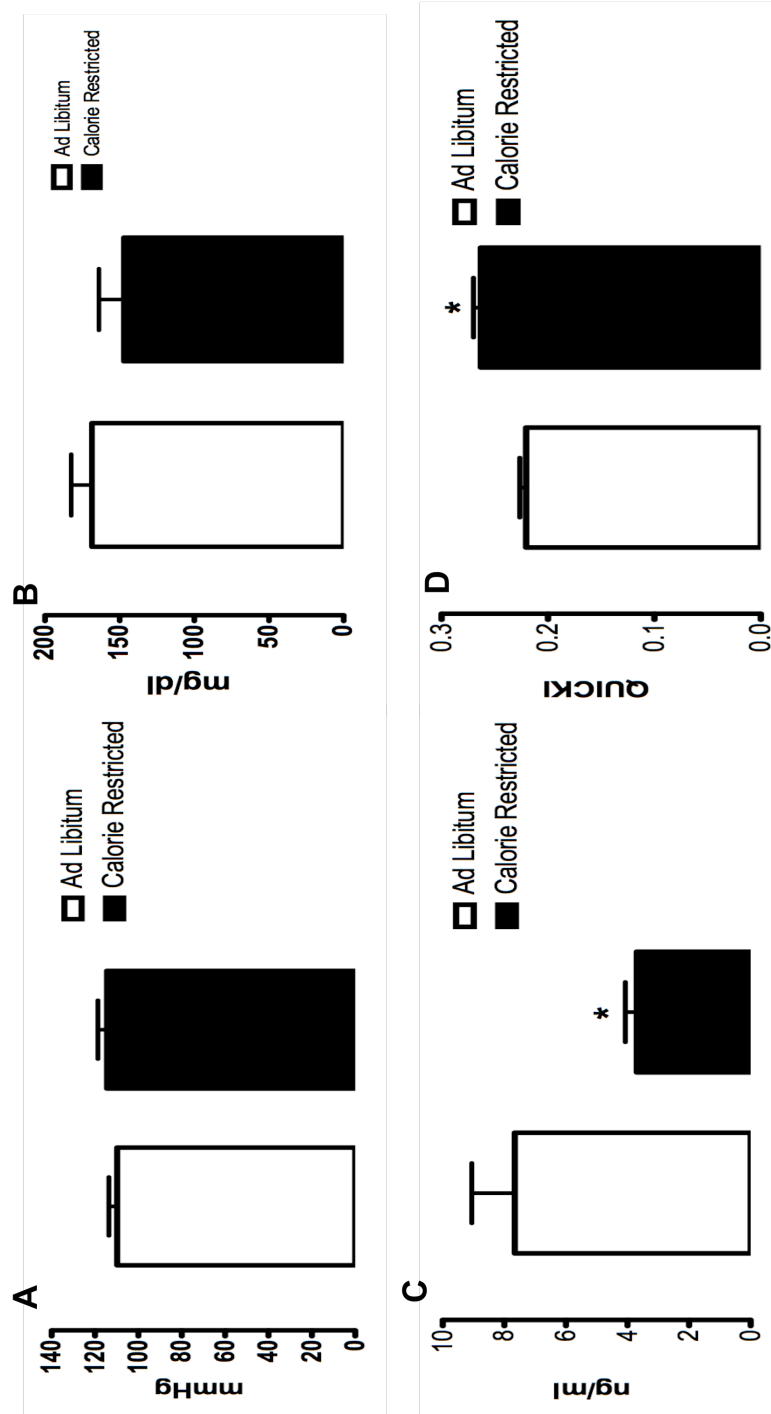 A
mmHg
140
120
100
80
60
40
20
0
Ad Libitum
Calorie Restricted
B
mg/dl
200
150
100
50
0
Ad Libitum
Calorie Restricted
C
ng/ml
10
8
6
4
2
0
*
Ad Libitum
Calorie Restricted
D
QUICKI
0.3
0.2
0.1
0.0
*
Ad Libitum
Calorie Restricted